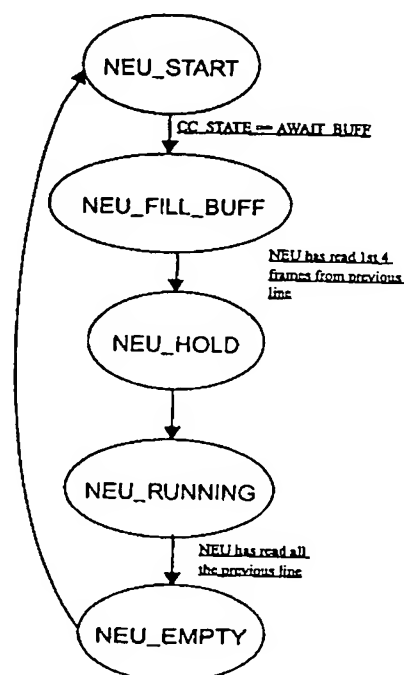 NEU_START
CC_STATE == AWAIT_BUFF
NEU_FILL_BUFF
NEU has read 1st 4
frames from previous
line
NEU_HOLD
NEU_RUNNING
NEU has read all
the previous line
NEU_EMPTY